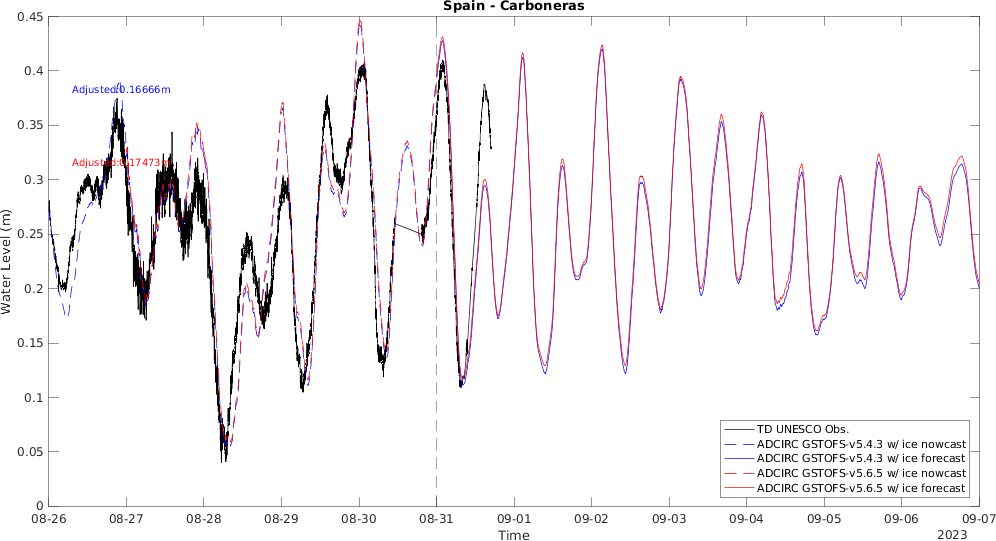 Spain - Carboneras
0.45
0.4
0.35
0.3
0.25
0.2
0.15
0.1
0.05
0
Water Level (m)
Adjusted:0.16666m
Adjusted:0.17473m
TD UNESCO Obs.
ADCIRC GSTOFS-v5.4.3 w/ ice nowcast
ADCIRC GSTOFS-v5.4.3 w/ ice forecast
ADCIRC GSTOFS-v5.6.5 w/ ice nowcast
ADCIRC GSTOFS-v5.6.5 w/ ice forecast
08-26 08-27 08-28 08-29 08-30 08-31 09-01 09-02 09-03 09-04 09-05 09-06 09-07
Time
2023